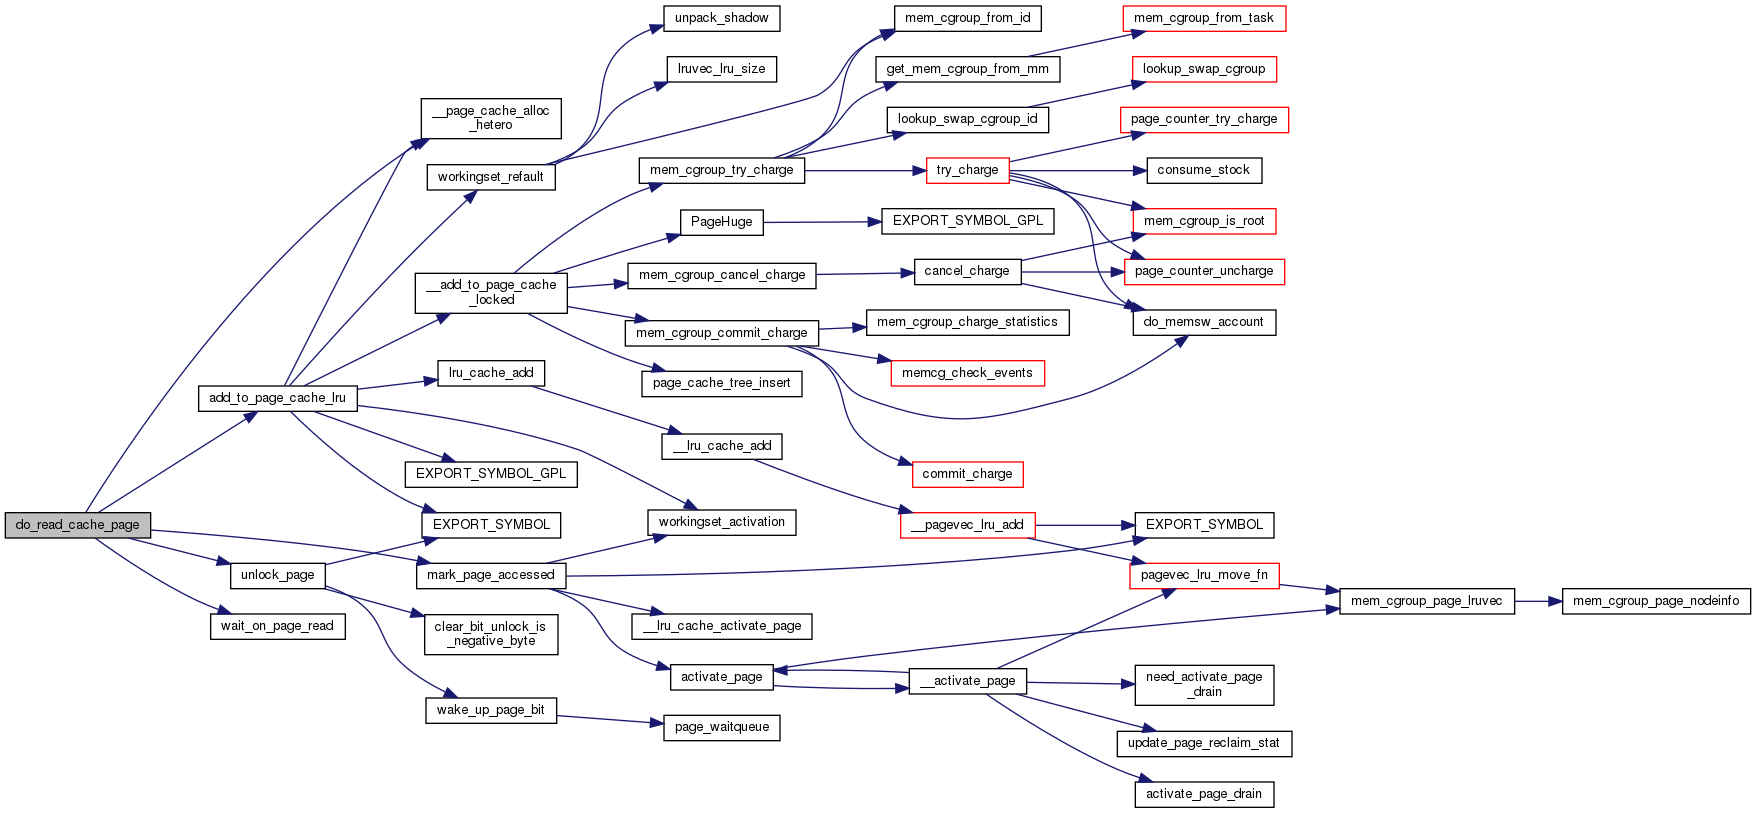 do_read_cache_page
__page_cache_alloc
_hetero
add_to_page_cache_lru
unlock_page
wait_on_page_read
workingset_refault
__add_to_page_cache
_locked
lru_cache_add
EXPORT_SYMBOL_GPL
EXPORT_SYMBOL
mark_page_accessed
clear_bit_unlock_is
_negative_byte
wake_up_page_bit
unpack_shadow
lruvec_lru_size
mem_cgroup_try_charge
PageHuge
mem_cgroup_cancel_charge
mem_cgroup_commit_charge
page_cache_tree_insert
__lru_cache_add
workingset_activation
__lru_cache_activate_page
activate_page
page_waitqueue
mem_cgroup_from_id
get_mem_cgroup_from_mm
lookup_swap_cgroup_id
try_charge
EXPORT_SYMBOL_GPL
cancel_charge
mem_cgroup_charge_statistics
memcg_check_events
commit_charge
__pagevec_lru_add
__activate_page
mem_cgroup_from_task
lookup_swap_cgroup
page_counter_try_charge
consume_stock
mem_cgroup_is_root
page_counter_uncharge
do_memsw_account
EXPORT_SYMBOL
pagevec_lru_move_fn
need_activate_page
_drain
update_page_reclaim_stat
activate_page_drain
mem_cgroup_page_lruvec
mem_cgroup_page_nodeinfo